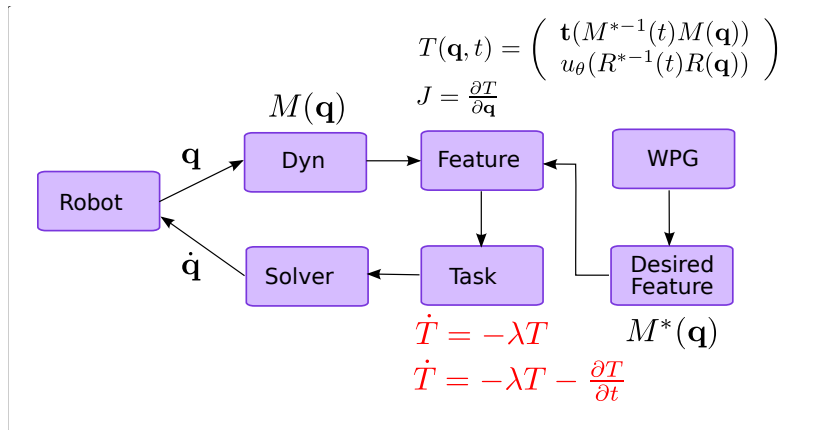 T(𝐪, t) = ( 𝐭(M*⁻¹(t)M(𝐪))
u_θ(R*⁻¹(t)R(𝐪)) )
J = ∂T/∂𝐪
M(𝐪)
𝐪
Dyn
Feature
WPG
Robot
𝐪̇
Solver
Task
Desired
Feature
Ṫ = −λT
M*(𝐪)
Ṫ = −λT − ∂T/∂t